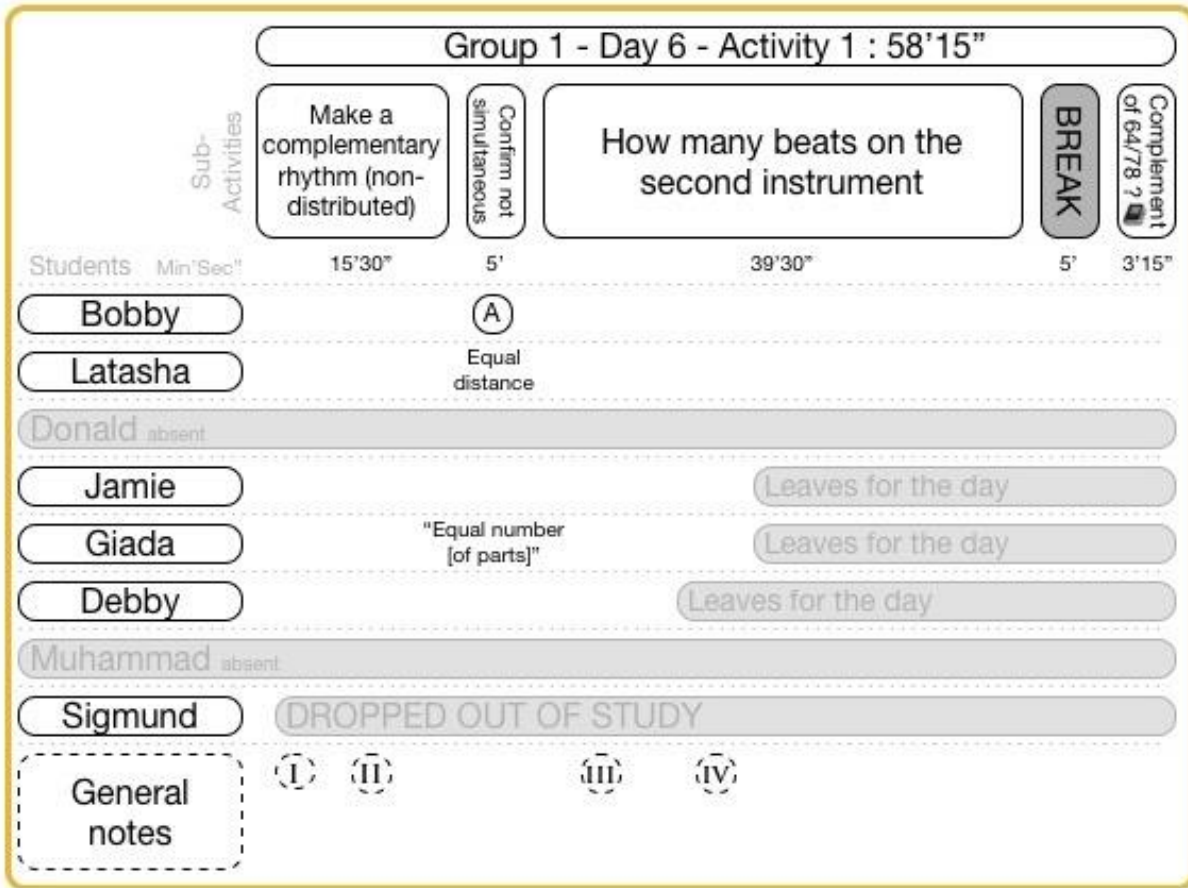 Group 1 - Day 6 - Activity 1 : 58’15”
Sub-
Activities
Make a
complementary
rhythm (non-
distributed)
Confirm not
simultaneous
How many beats on the
second instrument
BREAK
Complement
of 64/78 ?
Students Min'Sec"
15’30”
5’
39’30”
5’
3’15”
Bobby
A
Latasha
Equal
distance
Donald absent
Jamie
Leaves for the day
Giada
“Equal number
[of parts]”
Leaves for the day
Debby
Leaves for the day
Muhammad absent
Sigmund
DROPPED OUT OF STUDY
General
notes
I
II
III
IV